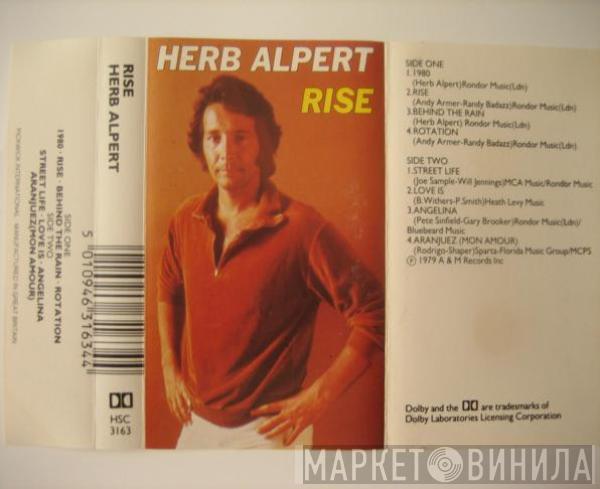 SIDE ONE
1980 · RISE · BEHIND THE RAIN · ROTATION
SIDE TWO
STREET LIFE · LOVE IS · ANGELINA
ARANJUEZ (MON AMOUR)
PICKWICK INTERNATIONAL MANUFACTURED IN GREAT BRITAIN
RISE
HERB ALPERT
5 010946 316344
HSC
3163
HERB ALPERT
RISE
SIDE ONE
1. 1980
(Herb Alpert)Rondor Music(Ldn)
2. RISE
(Andy Armer-Randy Badazz)Rondor Music(Ldn)
3. BEHIND THE RAIN
(Herb Alpert) Rondor Music(Ldn)
4. ROTATION
(Andy Armer-Randy Badazz)Rondor Music(Ldn)
SIDE TWO
1. STREET LIFE
(Joe Sample-Will Jennings)MCA Music/Rondor Music
2. LOVE IS
(B.Withers-P.Smith)Heath Levy Music
3. ANGELINA
(Pete Sinfield-Gary Brooker)Rondor Music(Ldn)/
Bluebeard Music
4. ARANJUEZ (MON AMOUR)
(Rodrigo-Shaper)Sparta-Florida Music Group/MCPS
Ⓟ 1979 A & M Records Inc
Dolby and the are trademarks of
Dolby Laboratories Licensing Corporation
МАРКЕТ ВИНИЛА